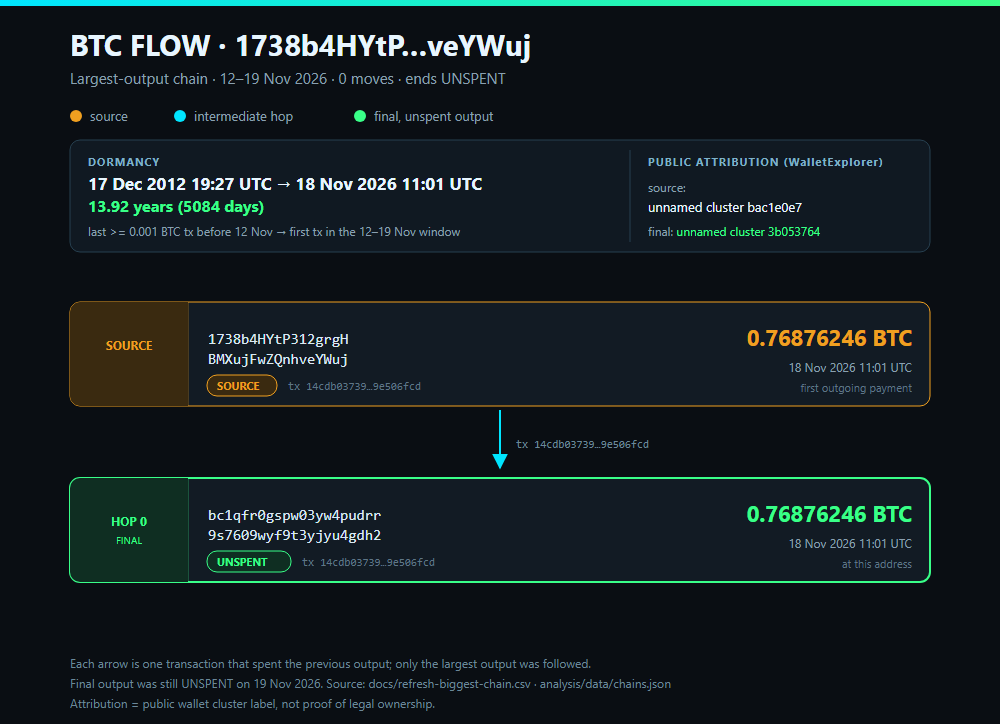 BTC FLOW · 1738b4HYtP…veYWuj
Largest-output chain · 12–19 Nov 2026 · 0 moves · ends UNSPENT
source
intermediate hop
final, unspent output
DORMANCY
17 Dec 2012 19:27 UTC → 18 Nov 2026 11:01 UTC
13.92 years (5084 days)
last >= 0.001 BTC tx before 12 Nov → first tx in the 12–19 Nov window
PUBLIC ATTRIBUTION (WalletExplorer)
source:
unnamed cluster bac1e0e7
final: unnamed cluster 3b053764
SOURCE
1738b4HYtP312grgH
BMXujFwZQnhveYWuj
SOURCE
tx 14cdb03739…9e506fcd
0.76876246 BTC
18 Nov 2026 11:01 UTC
first outgoing payment
tx 14cdb03739…9e506fcd
HOP 0
FINAL
bc1qfr0gspw03yw4pudrr
9s7609wyf9t3yjyu4gdh2
UNSPENT
tx 14cdb03739…9e506fcd
0.76876246 BTC
18 Nov 2026 11:01 UTC
at this address
Each arrow is one transaction that spent the previous output; only the largest output was followed.
Final output was still UNSPENT on 19 Nov 2026. Source: docs/refresh-biggest-chain.csv · analysis/data/chains.json
Attribution = public wallet cluster label, not proof of legal ownership.